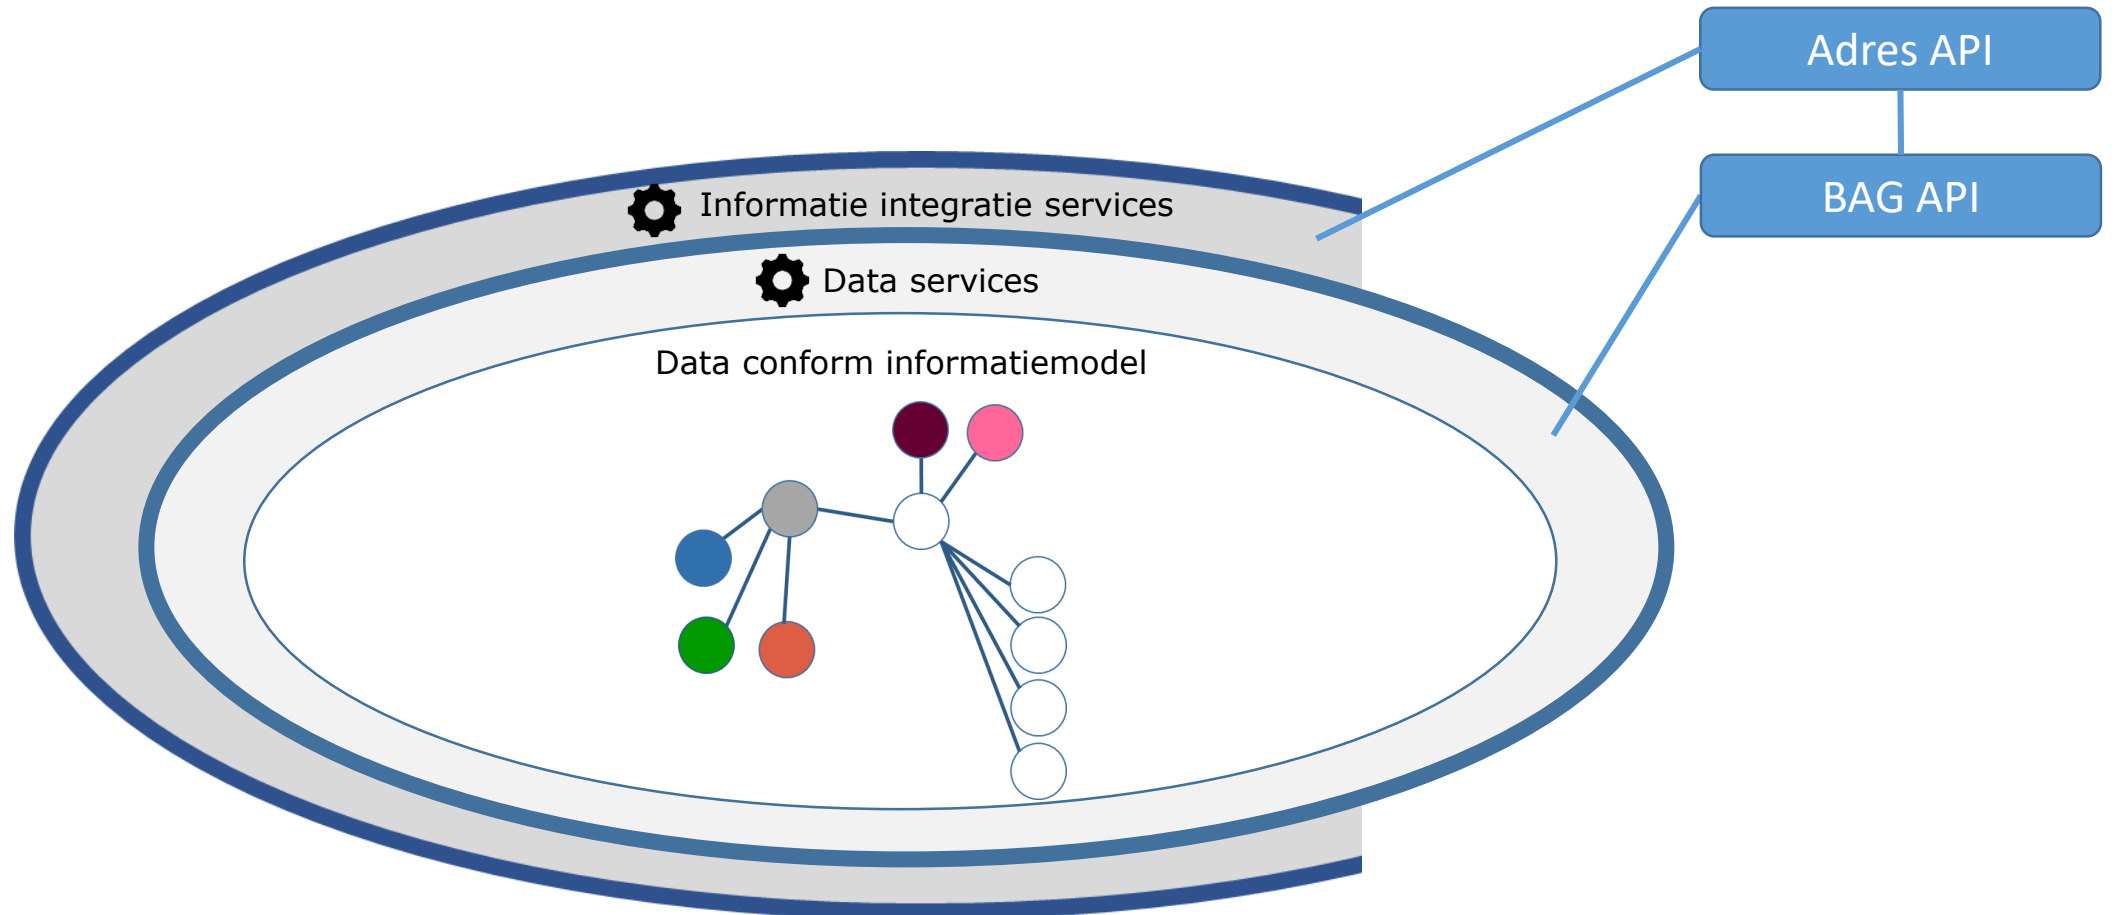 Adres API
BAG API
Informatie integratie services
Data services
Data conform informatiemodel